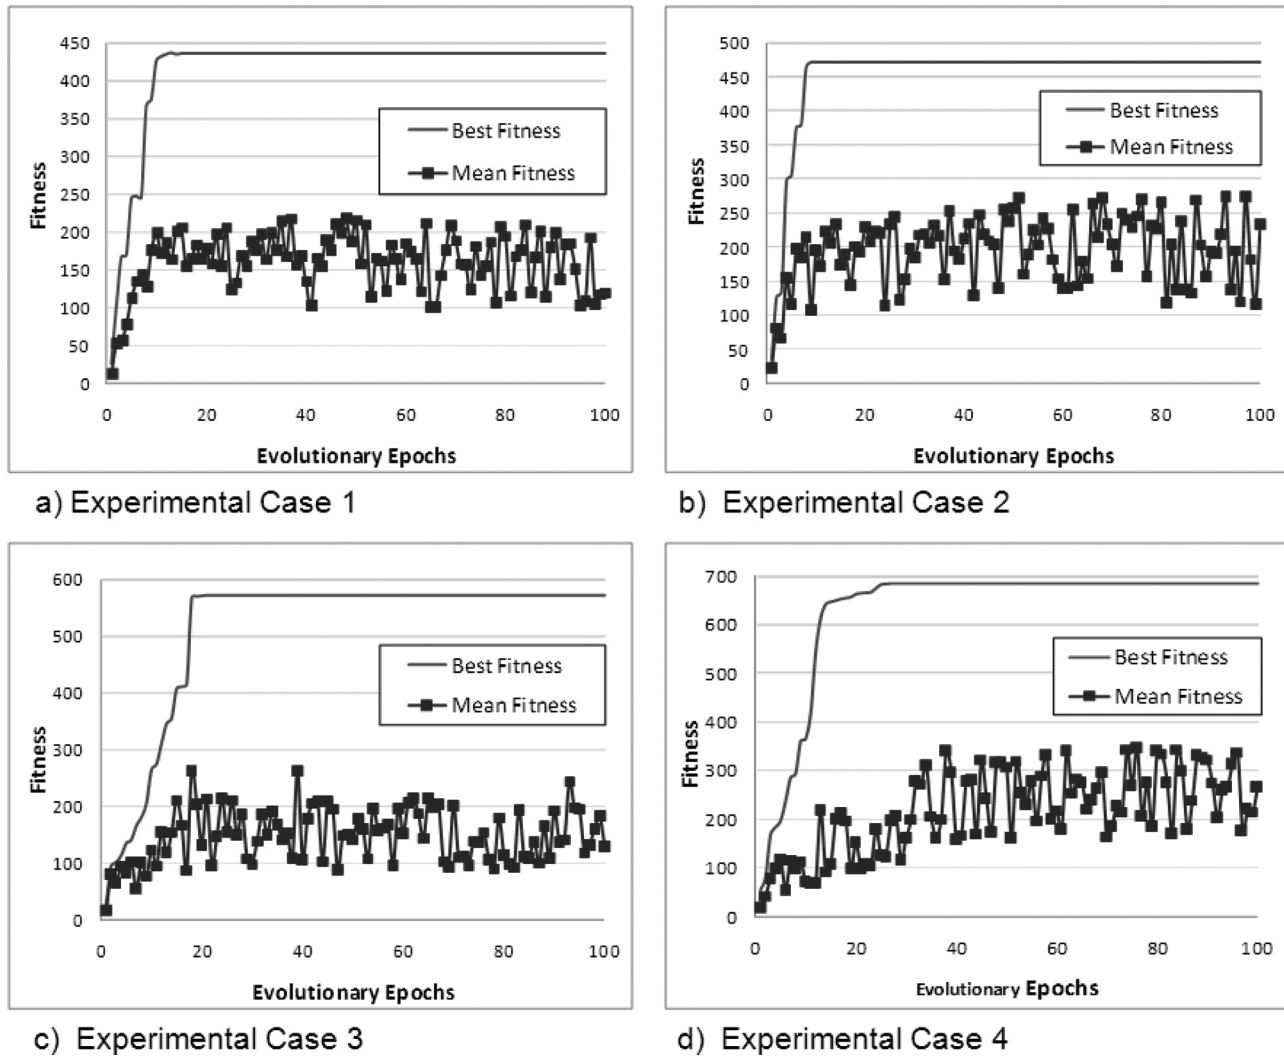 450
400
350
300
250
200
150
100
50
0
Fitness
Best Fitness
Mean Fitness
0 20 40 60 80 100
Evolutionary Epochs
a) Experimental Case 1
500
450
400
350
300
250
200
150
100
50
0
Fitness
Best Fitness
Mean Fitness
0 20 40 60 80 100
Evolutionary Epochs
b) Experimental Case 2
600
500
400
300
200
100
0
Fitness
Best Fitness
Mean Fitness
0 20 40 60 80 100
Evolutionary Epochs
c) Experimental Case 3
700
600
500
400
300
200
100
0
Fitness
Best Fitness
Mean Fitness
0 20 40 60 80 100
Evolutionary Epochs
d) Experimental Case 4